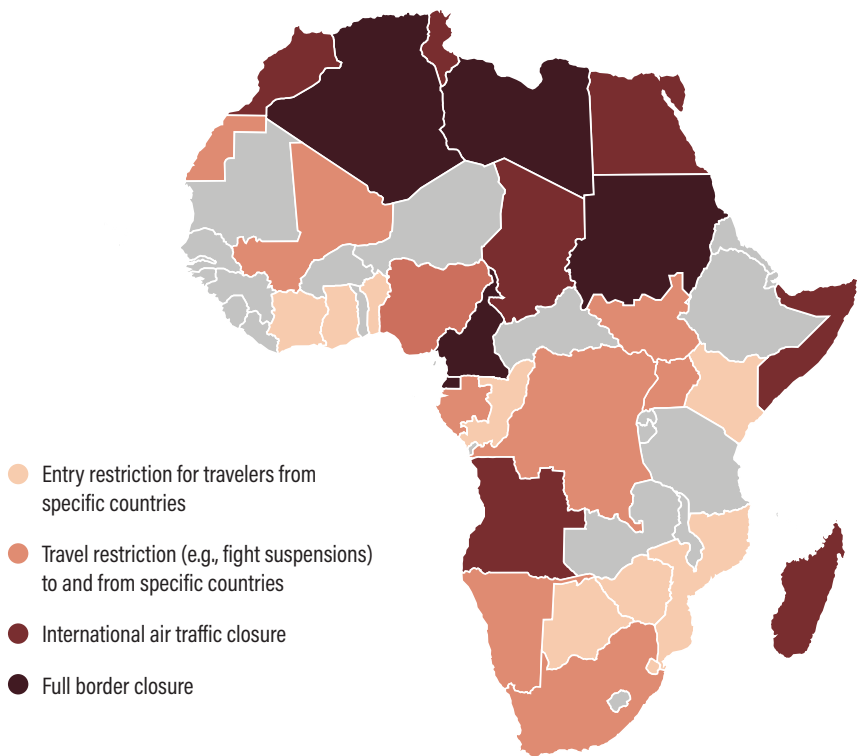 Entry restriction for travelers from
specific countries
Travel restriction (e.g., fight suspensions)
to and from specific countries
International air traffic closure
Full border closure